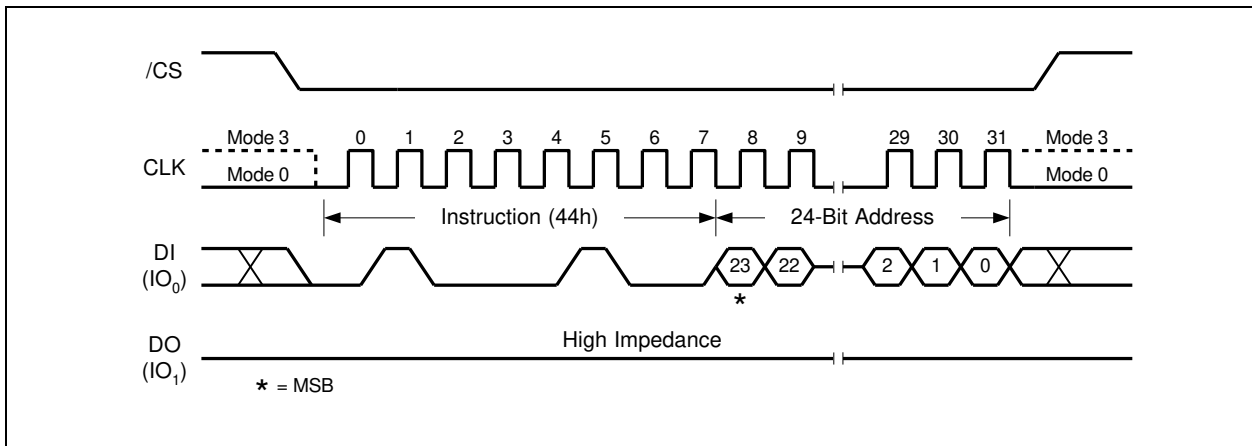 /CS
Mode 3 0 1 2 3 4 5 6 7 8 9 29 30 31 Mode 3
CLK
Mode 0 Mode 0
Instruction (44h) 24-Bit Address
DI
(IO0)
23 22 2 1 0
*
High Impedance
DO
(IO1)
* = MSB